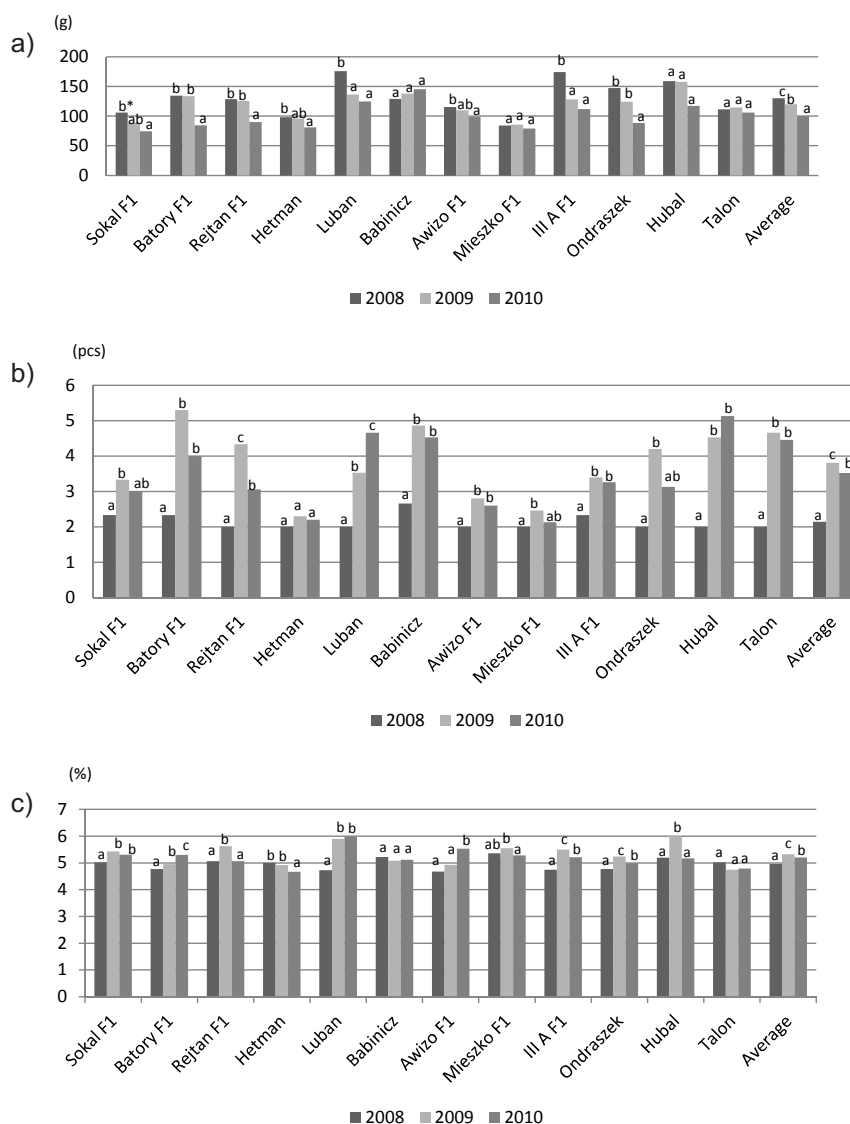 (g)
a)
200
150
100
50
0
b* ab a b b a b b a b ab a b a a a a a b ab a a a a b a a b b a a a a a a a c b a
Sokal F1
Batory F1
Rejtan F1
Hetman
Luban
Babinicz
Awizo F1
Mieszko F1
III A F1
Ondraszek
Hubal
Talon
Average
2008 2009 2010
(pcs)
b)
6
5
4
3
2
1
0
a b ab a b b a c b a a a a b c a b b a b b a b ab a b b a b ab a b b a b b a c b
Sokal F1
Batory F1
Rejtan F1
Hetman
Luban
Babinicz
Awizo F1
Mieszko F1
III A F1
Ondraszek
Hubal
Talon
Average
2008 2009 2010
(%)
c)
7
6
5
4
3
2
1
0
a b b a b c a b a b b a a b b a a a a a b ab b a a c b a c b a b a a a a a c b
Sokal F1
Batory F1
Rejtan F1
Hetman
Luban
Babinicz
Awizo F1
Mieszko F1
III A F1
Ondraszek
Hubal
Talon
Average
2008 2009 2010